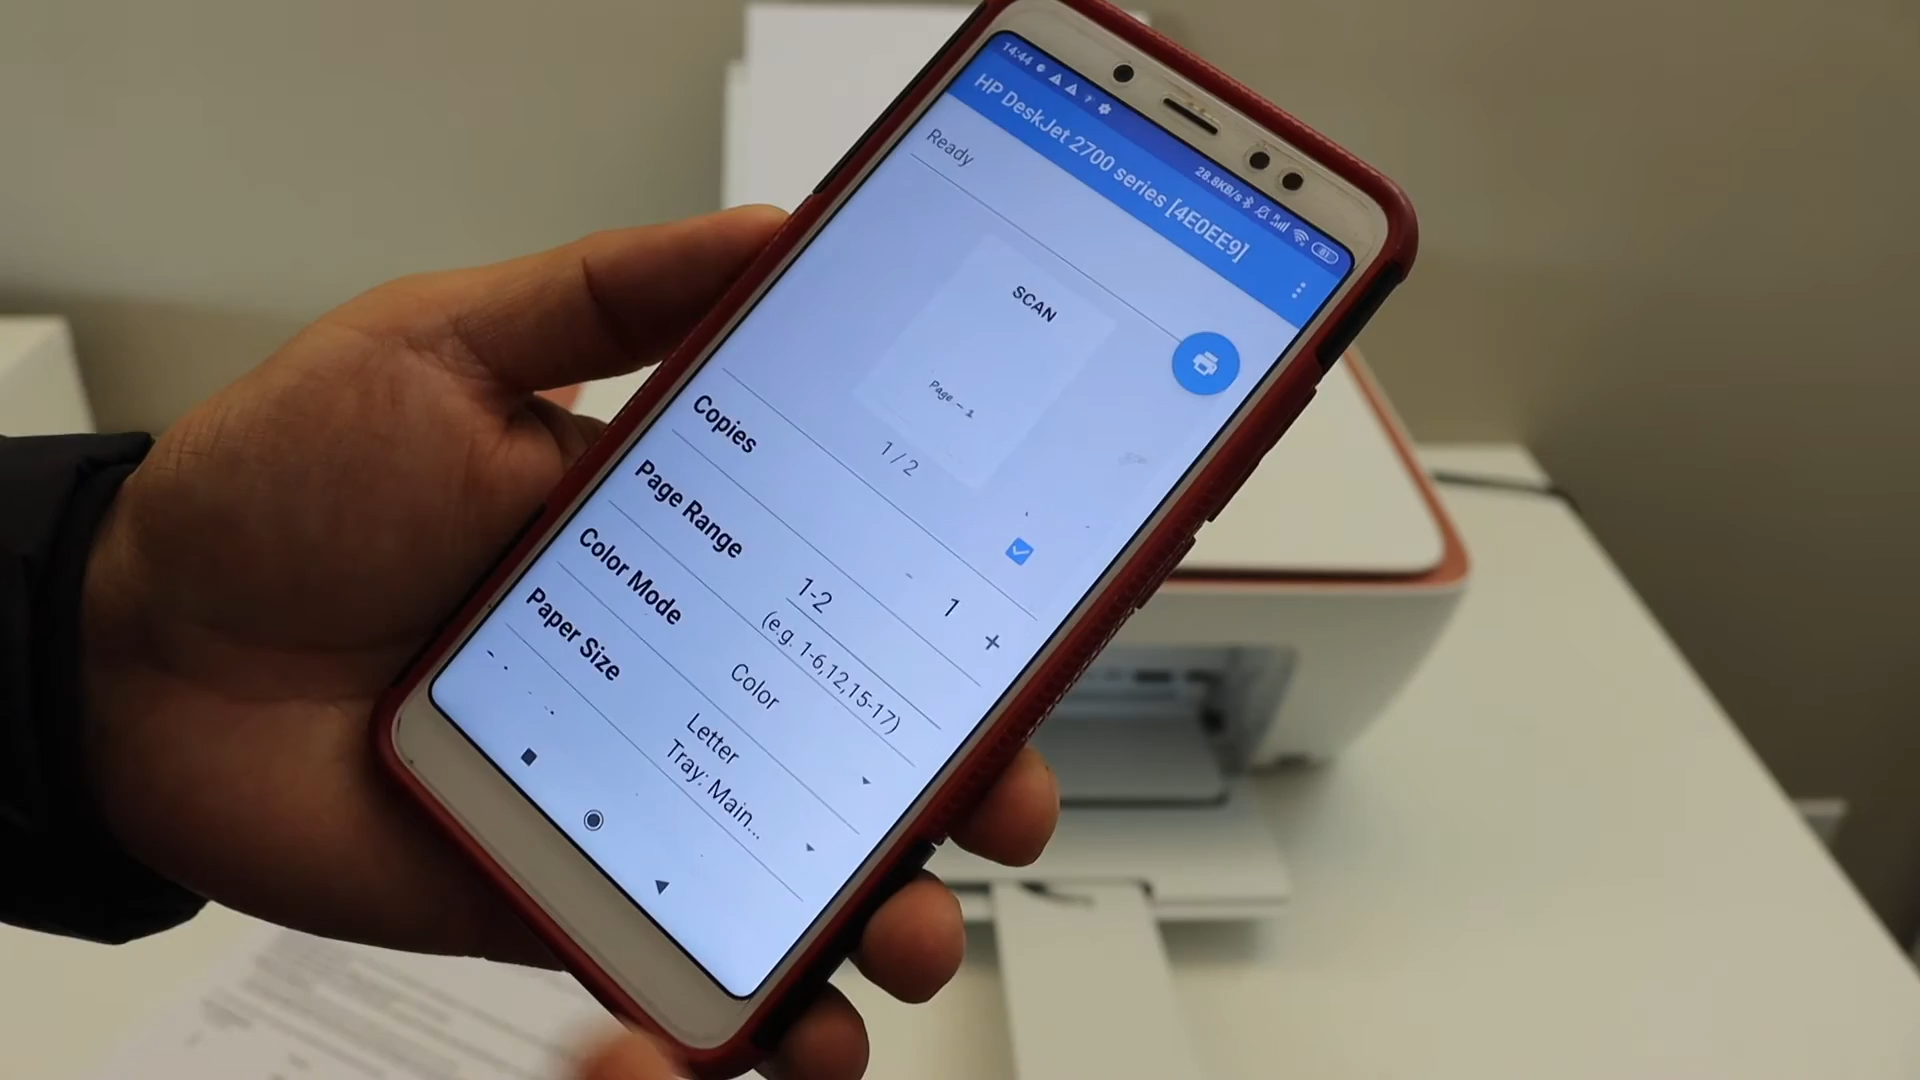 14:44 28.8KB/s 81
HP DeskJet 2700 series [4E0EE9]
Ready
SCAN
Page - 1
1 / 2
Copies
- 1 +
Page Range
1-2
(e.g. 1-6,12,15-17)
Color Mode
Color
Paper Size
Letter
Tray: Main...